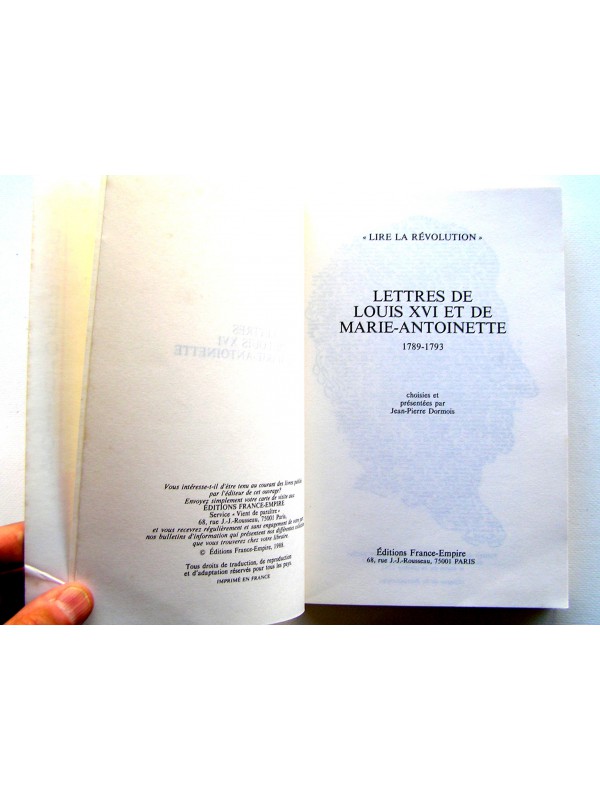 Vous intéresse-t-il d'être tenu au courant des livres publiés
par l'éditeur de cet ouvrage?
Envoyez simplement votre carte de visite aux
ÉDITIONS FRANCE-EMPIRE
Service « Vient de paraître »
68, rue J.-J.-Rousseau, 75001 Paris,
et vous recevrez régulièrement et sans engagement de votre part
nos bulletins d'information qui présentent nos différentes collections
que vous trouverez chez votre libraire.
© Éditions France-Empire, 1988.
Tous droits de traduction, de reproduction
et d'adaptation réservés pour tous les pays.
IMPRIMÉ EN FRANCE
« LIRE LA RÉVOLUTION »
LETTRES DE
LOUIS XVI ET DE
MARIE-ANTOINETTE
1789-1793
choisies et
présentées par
Jean-Pierre Dormois
Éditions France-Empire
68, rue J.-J.-Rousseau, 75001 PARIS